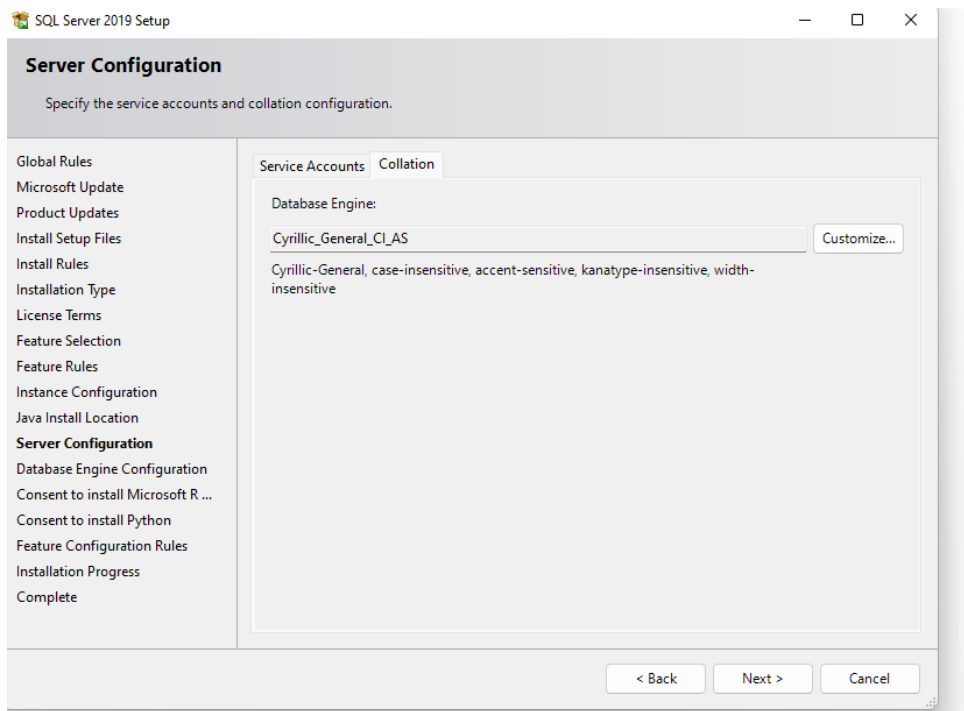 SQL Server 2019 Setup
Server Configuration
Specify the service accounts and collation configuration.
Global Rules
Microsoft Update
Product Updates
Install Setup Files
Install Rules
Installation Type
License Terms
Feature Selection
Feature Rules
Instance Configuration
Java Install Location
Server Configuration
Database Engine Configuration
Consent to install Microsoft R ...
Consent to install Python
Feature Configuration Rules
Installation Progress
Complete
Service Accounts
Collation
Database Engine:
Cyrillic_General_CI_AS
Customize...
Cyrillic-General, case-insensitive, accent-sensitive, kanatype-insensitive, width-
insensitive
< Back
Next >
Cancel